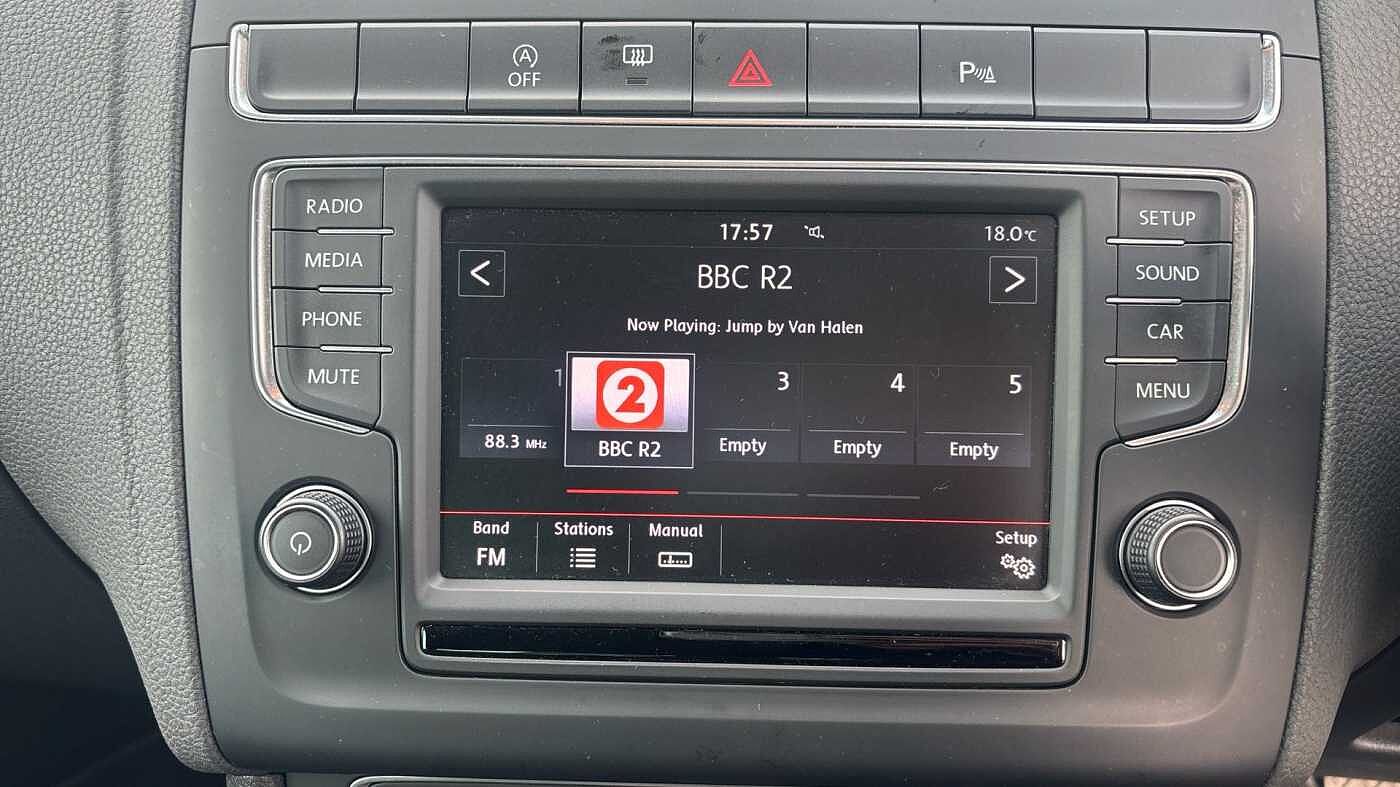 A
OFF
P
RADIO
MEDIA
PHONE
MUTE
17:57
18.0°C
<
BBC R2
>
Now Playing: Jump by Van Halen
1
88.3 MHz
2
BBC R2
3
Empty
4
Empty
5
Empty
Band
FM
Stations
Manual
Setup
SETUP
SOUND
CAR
MENU